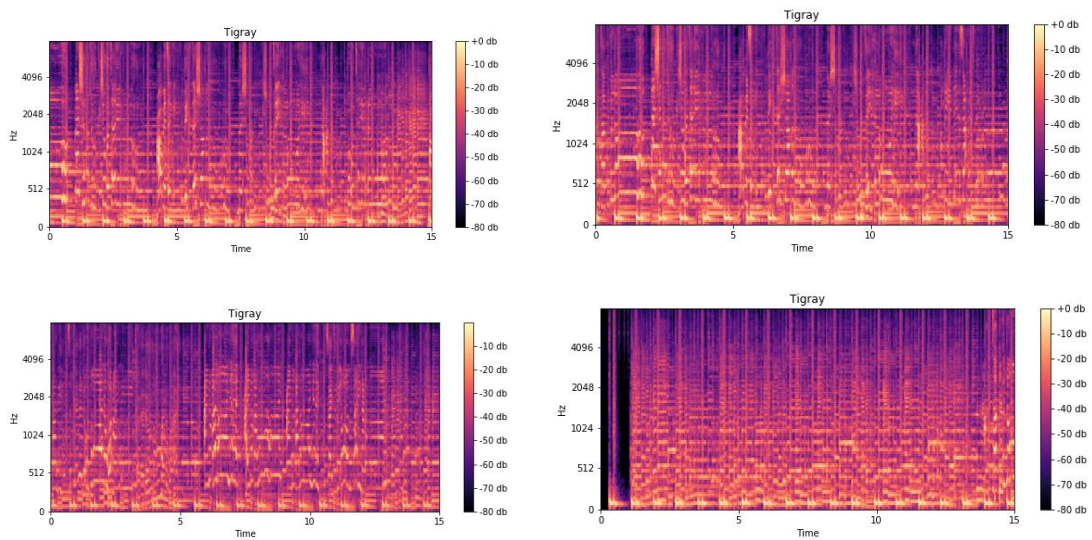 Tigray
+0 db
-10 db
-20 db
-30 db
-40 db
-50 db
-60 db
-70 db
-80 db
4096
2048
1024
512
0
Hz
0
5
10
15
Time
Tigray
+0 db
-10 db
-20 db
-30 db
-40 db
-50 db
-60 db
-70 db
-80 db
4096
2048
1024
512
0
Hz
0
5
10
15
Time
Tigray
-10 db
-20 db
-30 db
-40 db
-50 db
-60 db
-70 db
-80 db
4096
2048
1024
512
0
Hz
0
5
10
15
Time
Tigray
+0 db
-10 db
-20 db
-30 db
-40 db
-50 db
-60 db
-70 db
-80 db
4096
2048
1024
512
0
Hz
0
5
10
15
Time